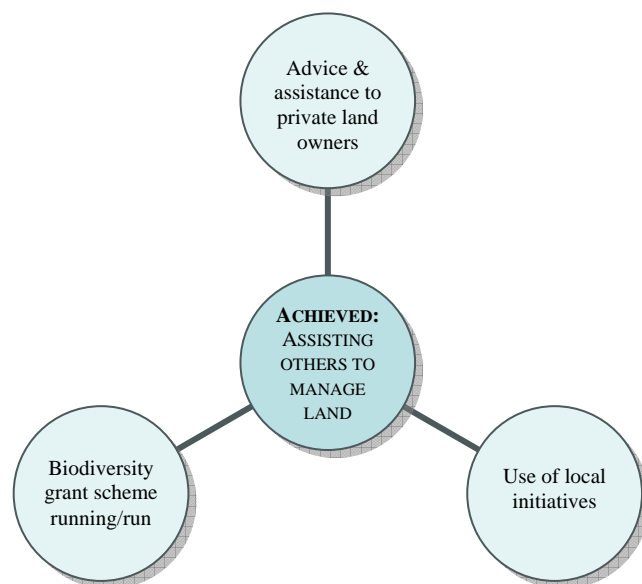 Advice &
assistance to
private land
owners
ACHIEVED:
ASSISTING
OTHERS TO
MANAGE
LAND
Biodiversity
grant scheme
running/run
Use of local
initiatives